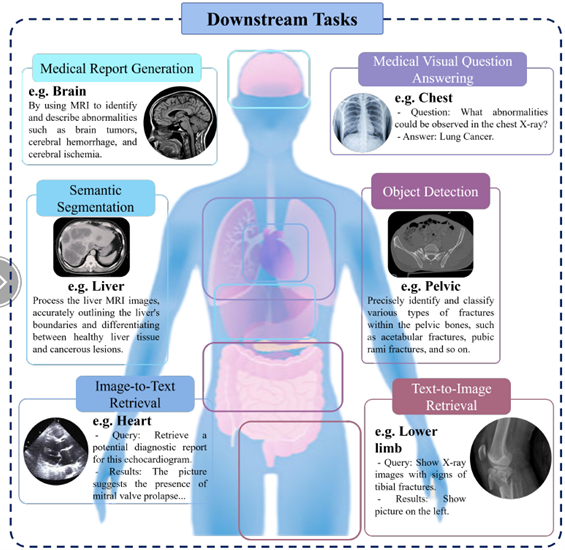 Downstream Tasks
Medical Report Generation
e.g. Brain
By using MRI to identify
and describe abnormalities
such as brain tumors,
cerebral hemorrhage, and
cerebral ischemia.
Medical Visual Question
Answering
e.g. Chest
- Question: What abnormalities
could be observed in the chest X-ray?
- Answer: Lung Cancer.
Semantic
Segmentation
e.g. Liver
Process the liver MRI images,
accurately outlining the liver's
boundaries and differentiating
between healthy liver tissue
and cancerous lesions.
Object Detection
e.g. Pelvic
Precisely identify and classify
various types of fractures
within the pelvic bones, such
as acetabular fractures, pubic
rami fractures, and so on.
Image-to-Text
Retrieval
e.g. Heart
- Query: Retrieve a
potential diagnostic report
for this echocardiogram.
- Results: The picture
suggests the presence of
mitral valve prolapse...
Text-to-Image
Retrieval
e.g. Lower
limb
- Query: Show X-ray
images with signs of
tibial fractures.
- Results: Show
picture on the left.